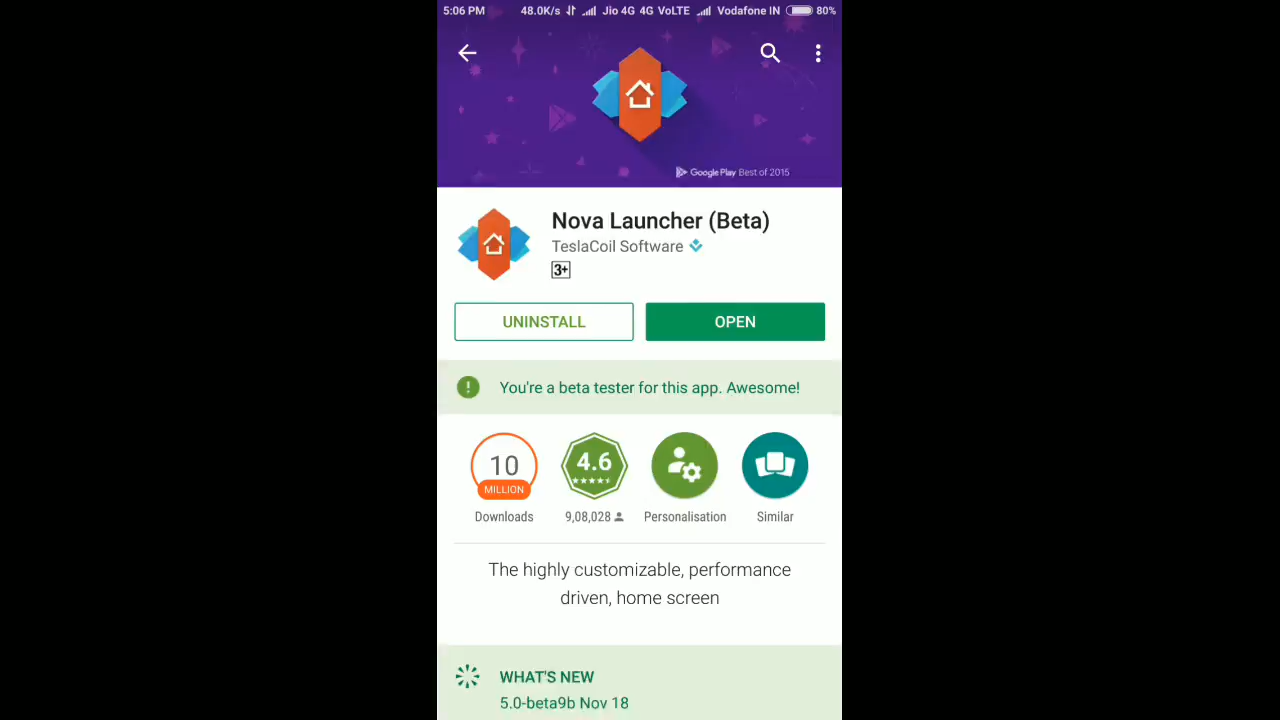 5:06 PM 48.0K/s Jio 4G 4G VoLTE Vodafone IN 80%
Google Play Best of 2015
Nova Launcher (Beta)
TeslaCoil Software
3+
UNINSTALL OPEN
You're a beta tester for this app. Awesome!
10 4.6
MILLION
Downloads 9,08,028 Personalisation Similar
The highly customizable, performance
driven, home screen
WHAT'S NEW
5.0-beta9b Nov 18